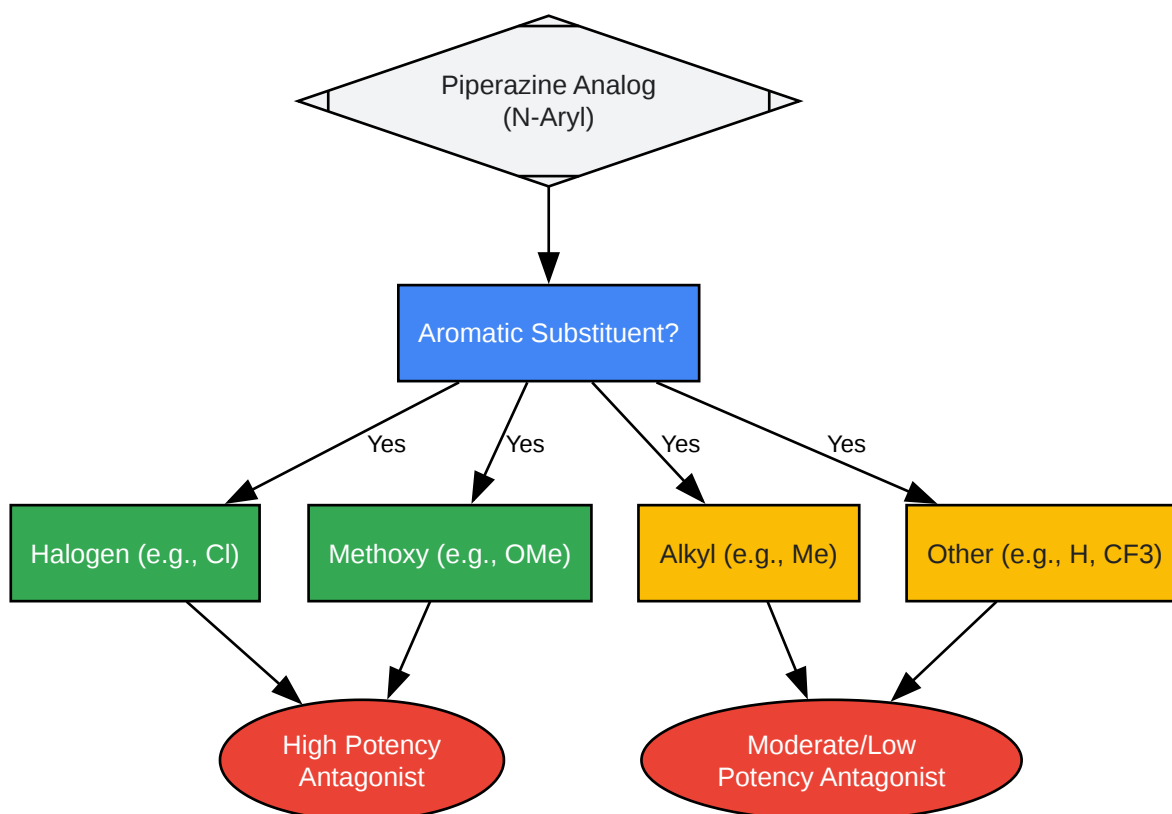 Piperazine Analog
(N-Aryl)
Aromatic Substituent?
Yes
Yes
Yes
Yes
Halogen (e.g., Cl)
Methoxy (e.g., OMe)
Alkyl (e.g., Me)
Other (e.g., H, CF3)
High Potency
Antagonist
Moderate/Low
Potency Antagonist